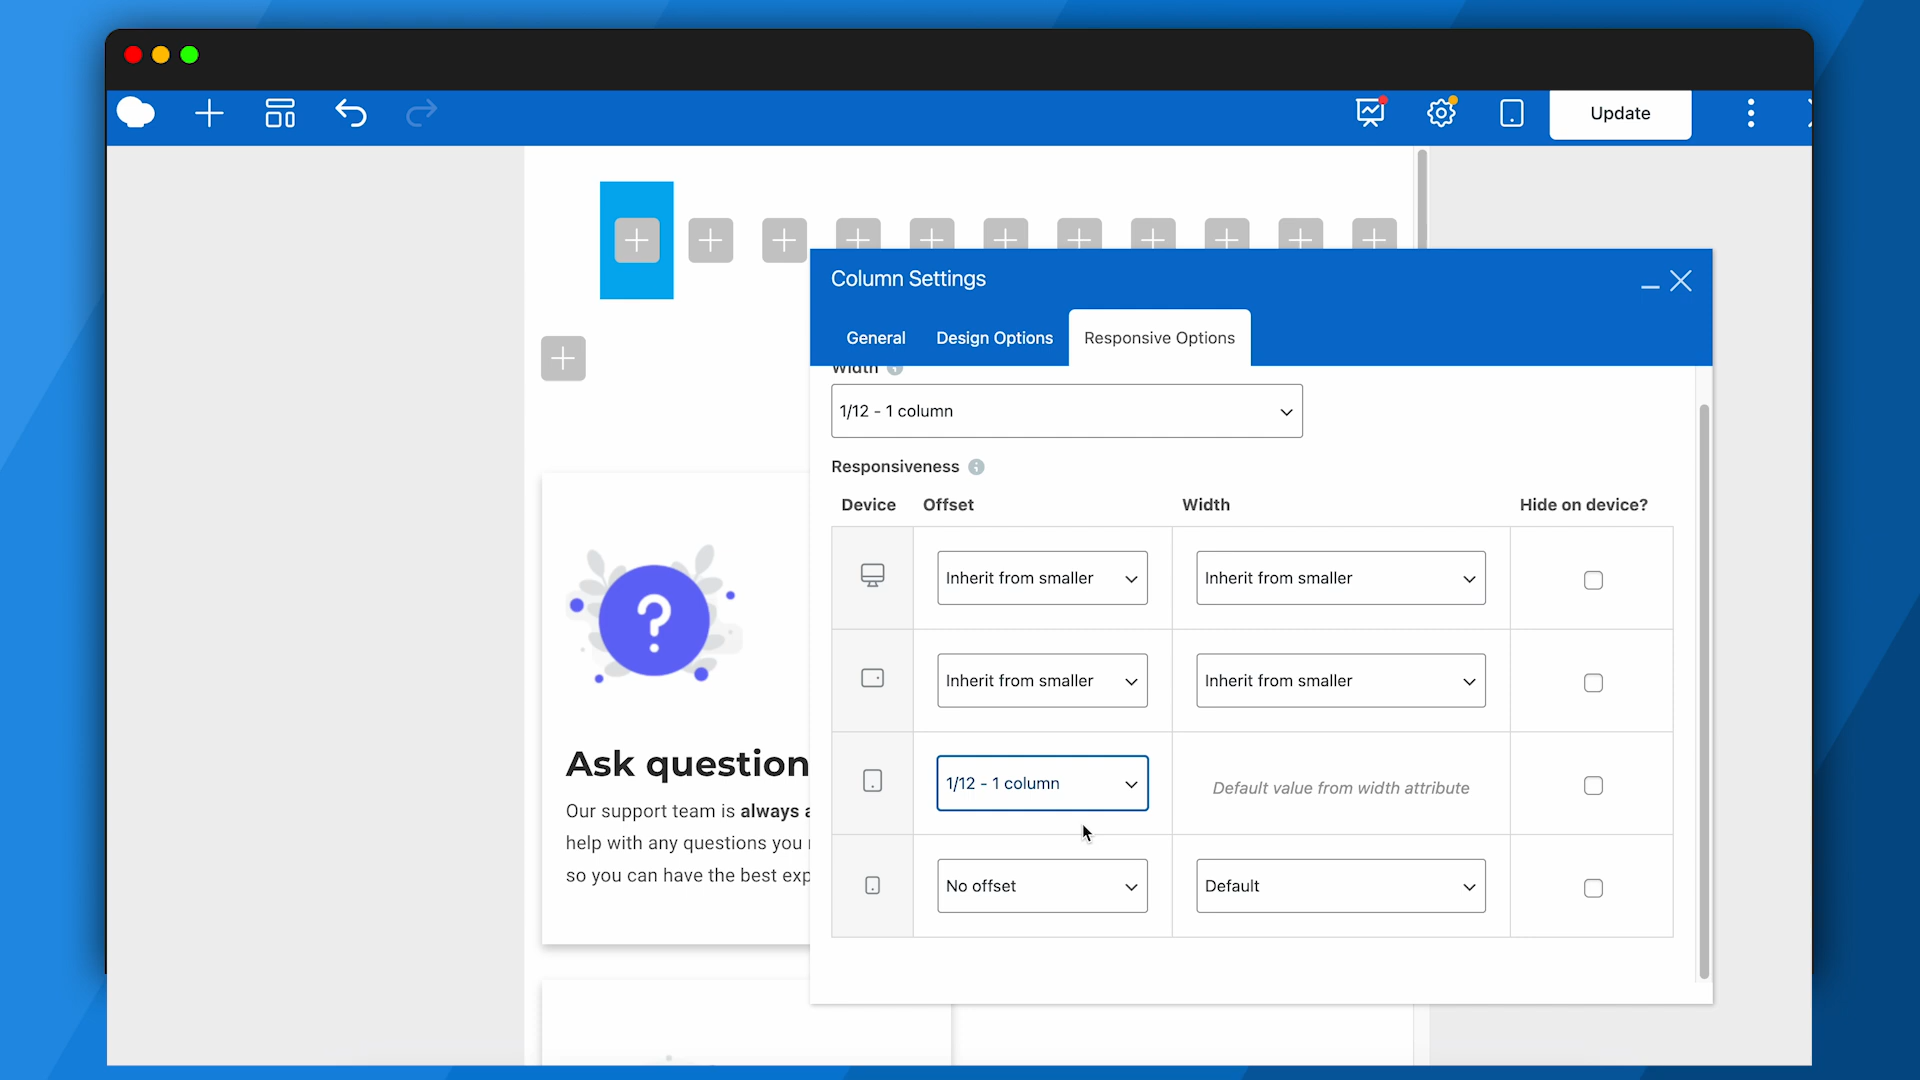 Update
Column Settings
General Design Options Responsive Options
Width
1/12 - 1 column
Responsiveness
Device Offset Width Hide on device?
Inherit from smaller Inherit from smaller
Inherit from smaller Inherit from smaller
1/12 - 1 column Default value from width attribute
No offset Default
Ask question
Our support team is always a
help with any questions you
so you can have the best exp